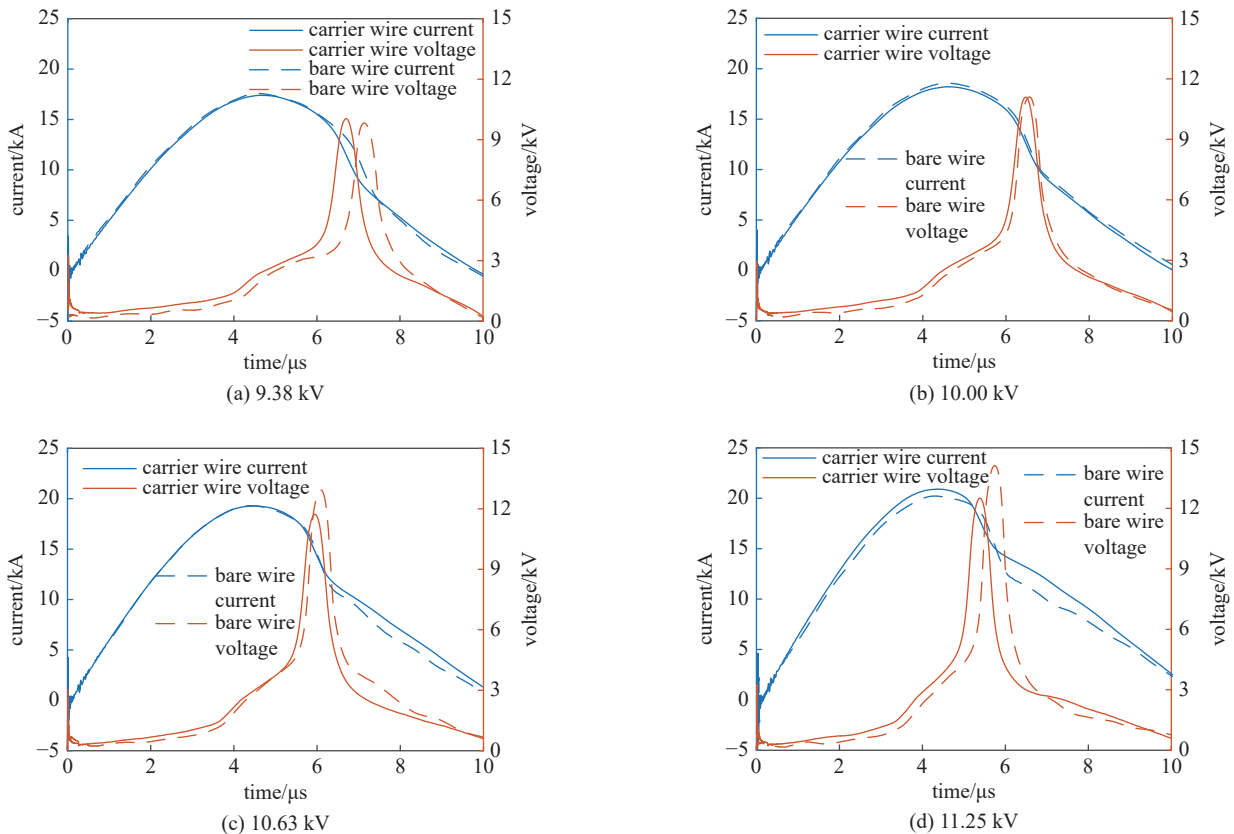 25
20
15
10
5
0
−5
current/kA
carrier wire current
carrier wire voltage
bare wire current
bare wire voltage
15
12
9
6
3
0
voltage/kV
0 2 4 6 8 10
time/μs
(a) 9.38 kV
25
20
15
10
5
0
−5
current/kA
carrier wire current
carrier wire voltage
bare wire
current
bare wire
voltage
15
12
9
6
3
0
voltage/kV
0 2 4 6 8 10
time/μs
(b) 10.00 kV
25
20
15
10
5
0
−5
current/kA
carrier wire current
carrier wire voltage
bare wire
current
bare wire
voltage
15
12
9
6
3
0
voltage/kV
0 2 4 6 8 10
time/μs
(c) 10.63 kV
25
20
15
10
5
0
−5
current/kA
carrier wire current
carrier wire voltage
bare wire
current
bare wire
voltage
15
12
9
6
3
0
voltage/kV
0 2 4 6 8 10
time/μs
(d) 11.25 kV